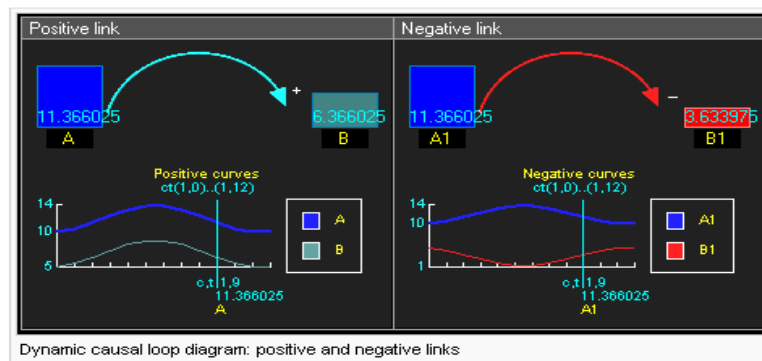 Positive link
Negative link
+
11.366025
6.366025
A
B
–
11.366025
3.633975
A1
B1
Positive curves
ct(1,0)..(1,12)
14
10
5
A
B
c,t|1,9
11.366025
A
Negative curves
ct(1,0)..(1,12)
14
10
1
A1
B1
c,t|1,9
11.366025
A1
Dynamic causal loop diagram: positive and negative links